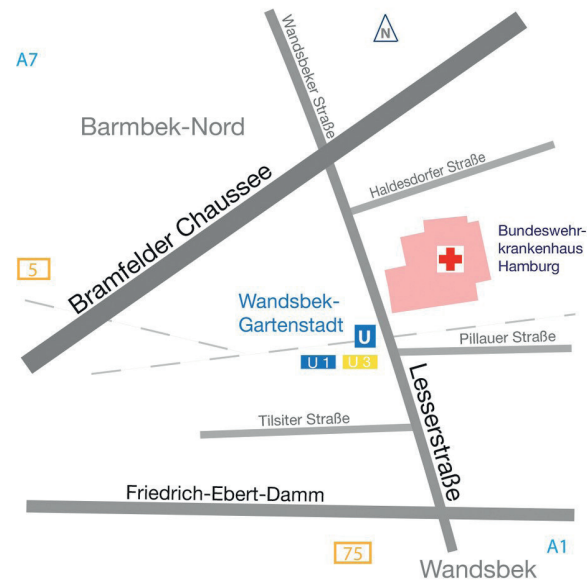 N
Wandsbeker Straße
A7
Barmbek-Nord
Haldesdorfer Straße
Bramfelder Chaussee
Bundeswehr-
krankenhaus
Hamburg
5
Wandsbek-
Gartenstadt
U
U 1
U 3
Pillauer Straße
Lesserstraße
Tilsiter Straße
Friedrich-Ebert-Damm
75
A1
Wandsbek